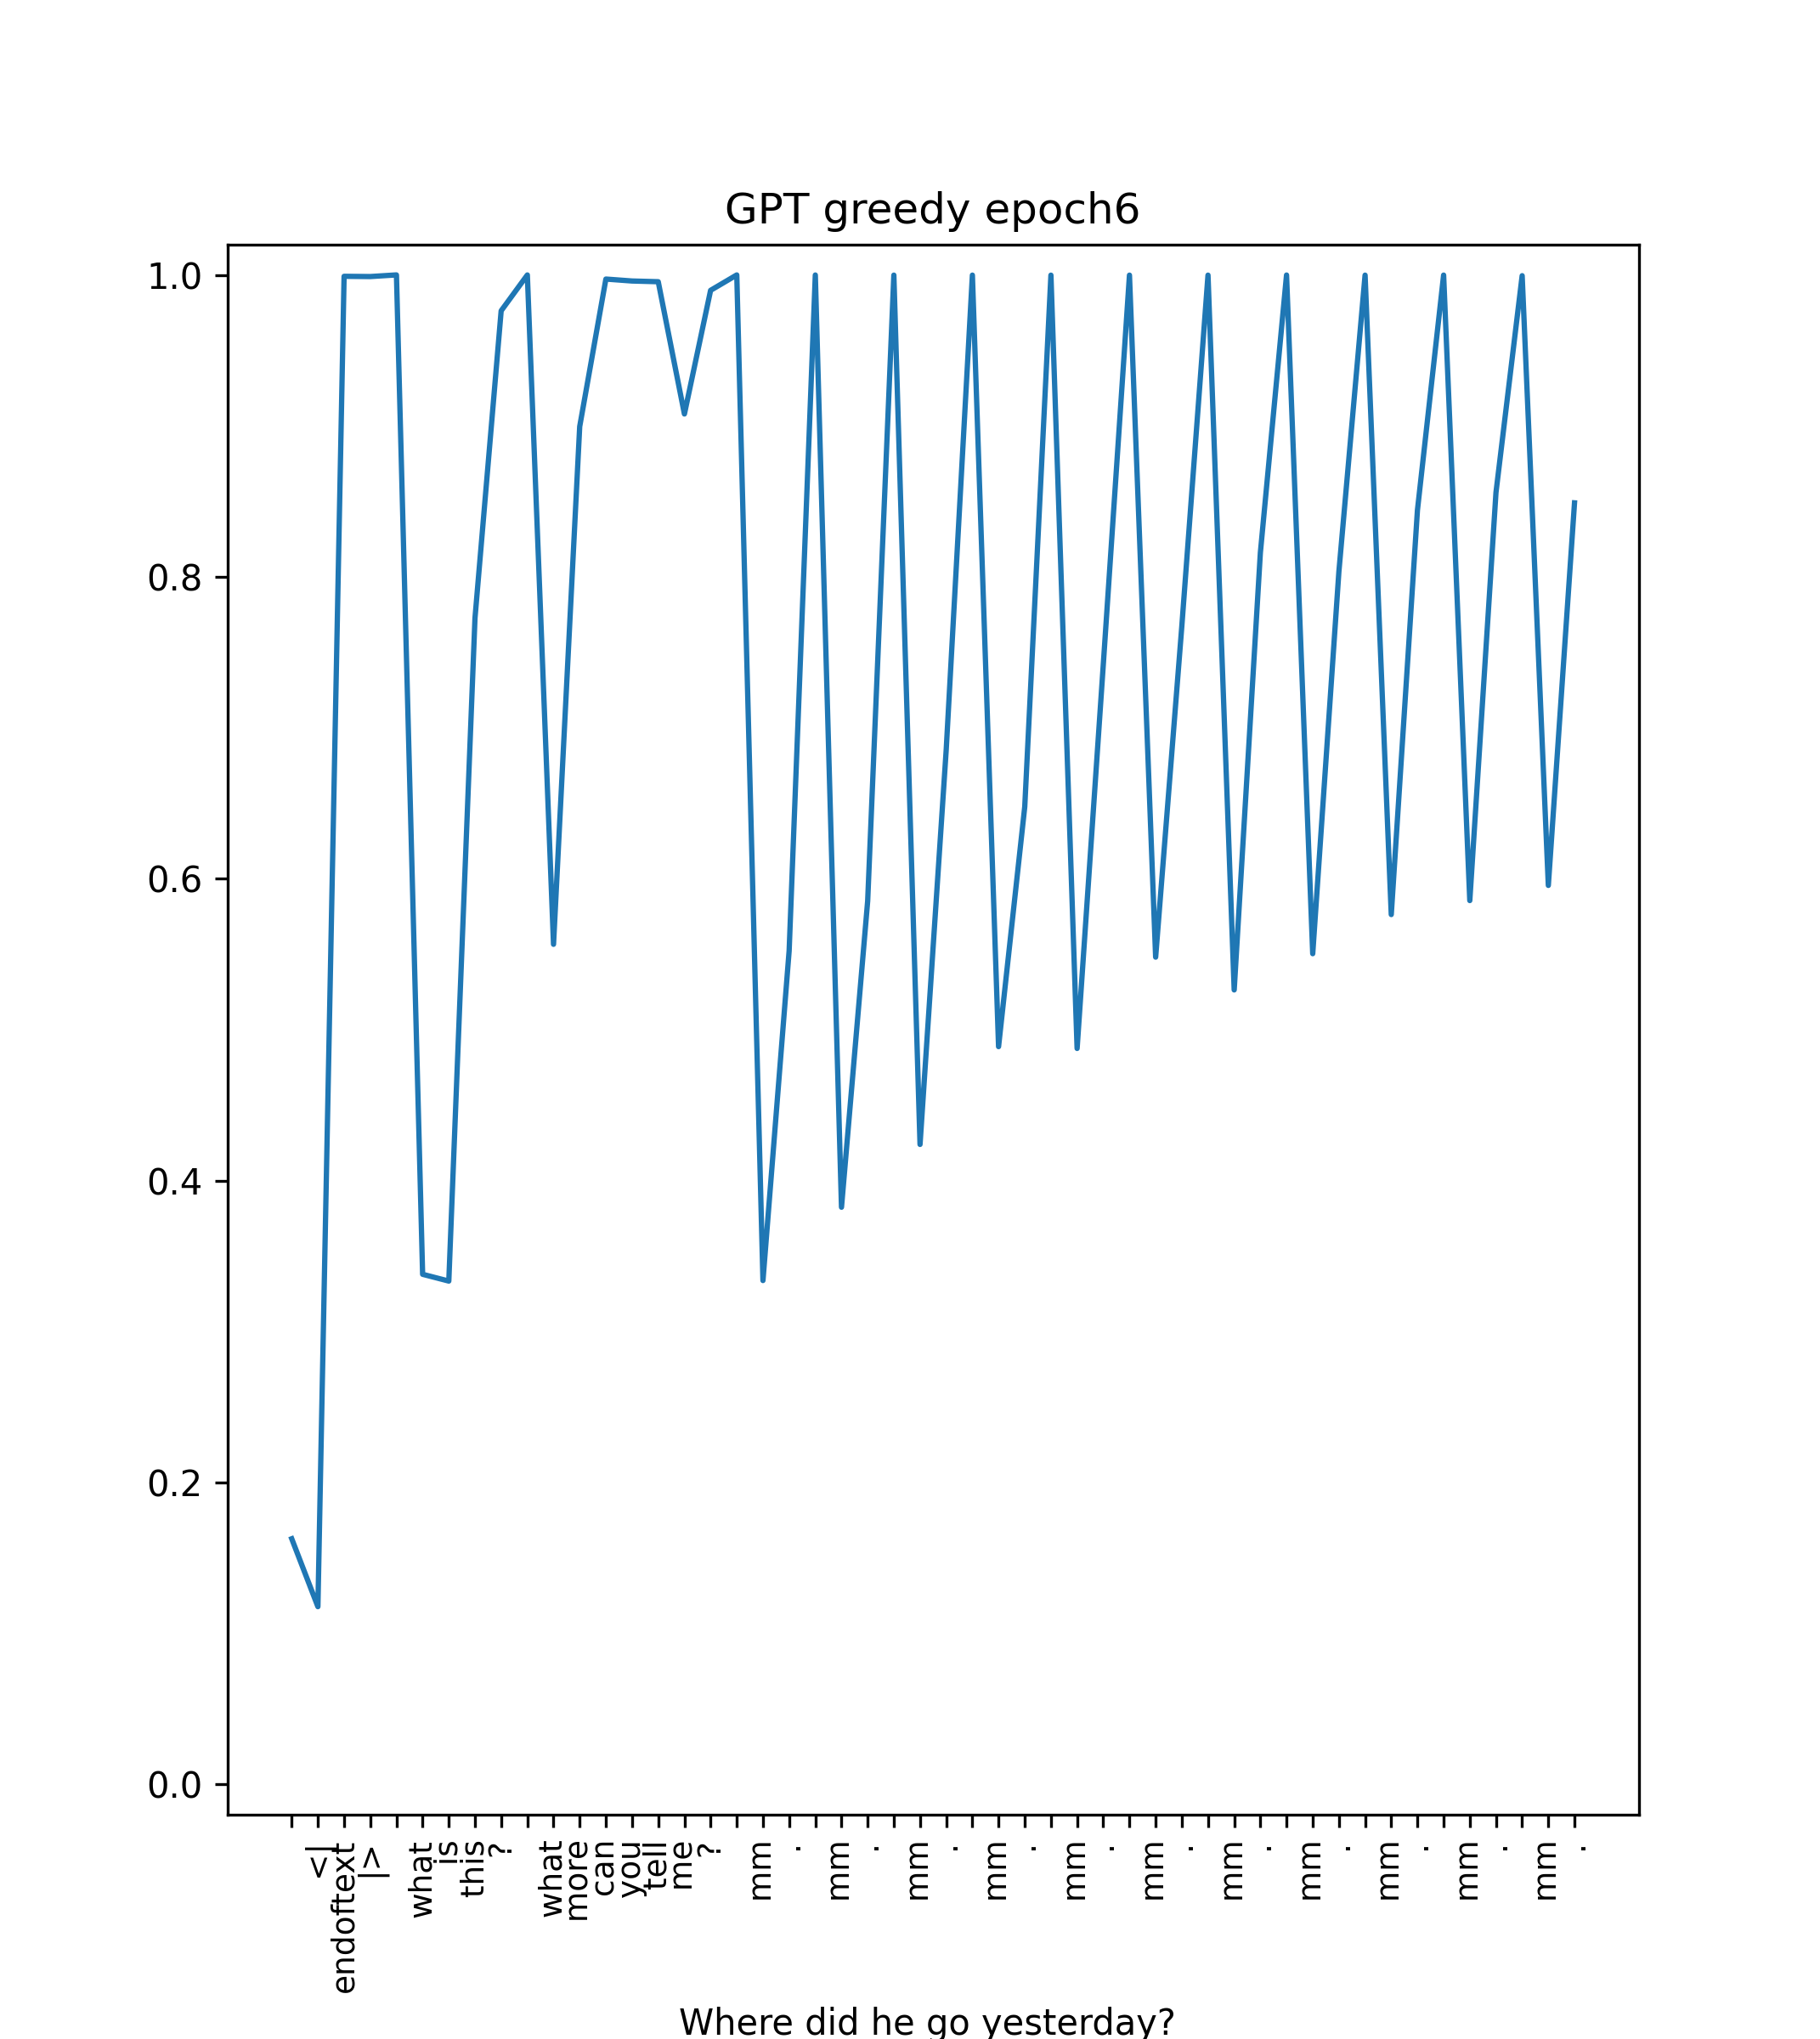 GPT greedy epoch6
1.0
0.8
0.6
0.4
0.2
0.0
<|
endoftext
|>
what
is
this
?
what
more
can
you
tell
me
?
mm
.
mm
.
mm
.
mm
.
mm
.
mm
.
mm
.
mm
.
mm
.
mm
.
mm
.
Where did he go yesterday?